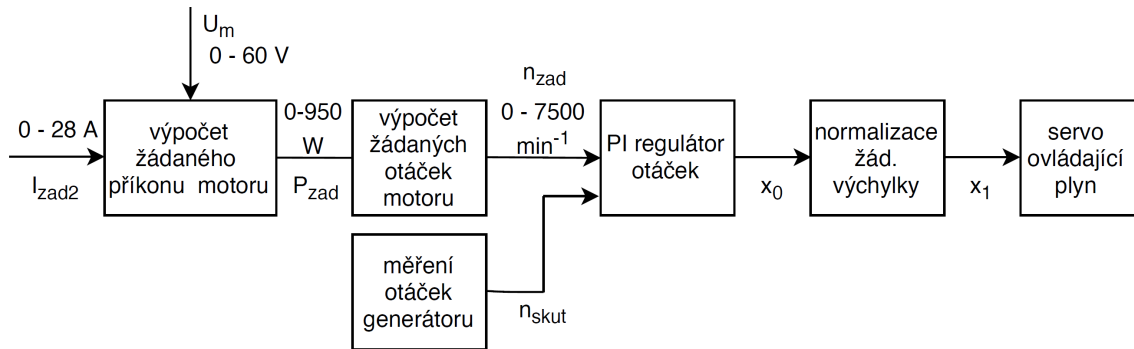 U_m
0 - 60 V
0 - 28 A
I_zad2
výpočet
žádaného
příkonu motoru
0-950
W
P_zad
výpočet
žádaných
otáček
motoru
n_zad
0 - 7500
min^-1
PI regulátor
otáček
x_0
normalizace
žád.
výchylky
x_1
servo
ovládající
plyn
měření
otáček
generátoru
n_skut